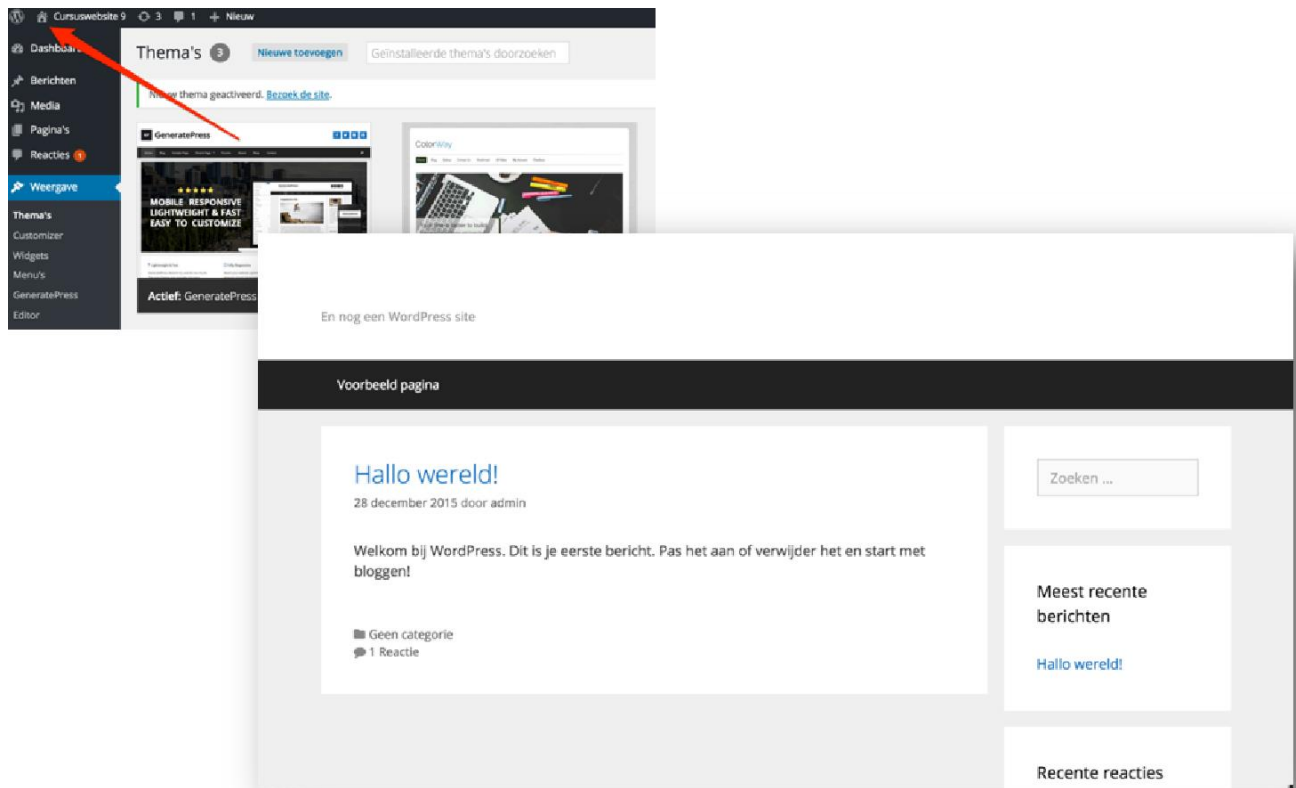 Cursuswebsite 9 3 1 + Nieuw
Dashboar
Berichten
Media
Pagina's
Reacties 1
Weergave
Thema's
Customizer
Widgets
Menu's
GeneratePress
Editor
Thema's 3 Nieuwe toevoegen Geïnstalleerde thema's doorzoeken
thema geactiveerd. Bezoek de site.
GeneratePress
MOBILE RESPONSIVE
LIGHTWEIGHT & FAST
EASY TO CUSTOMIZE
Actief: GeneratePress
ColorWay
En nog een WordPress site
Voorbeeld pagina
Hallo wereld!
28 december 2015 door admin
Welkom bij WordPress. Dit is je eerste bericht. Pas het aan of verwijder het en start met
bloggen!
Geen categorie
1 Reactie
Zoeken ...
Meest recente
berichten
Hallo wereld!
Recente reacties